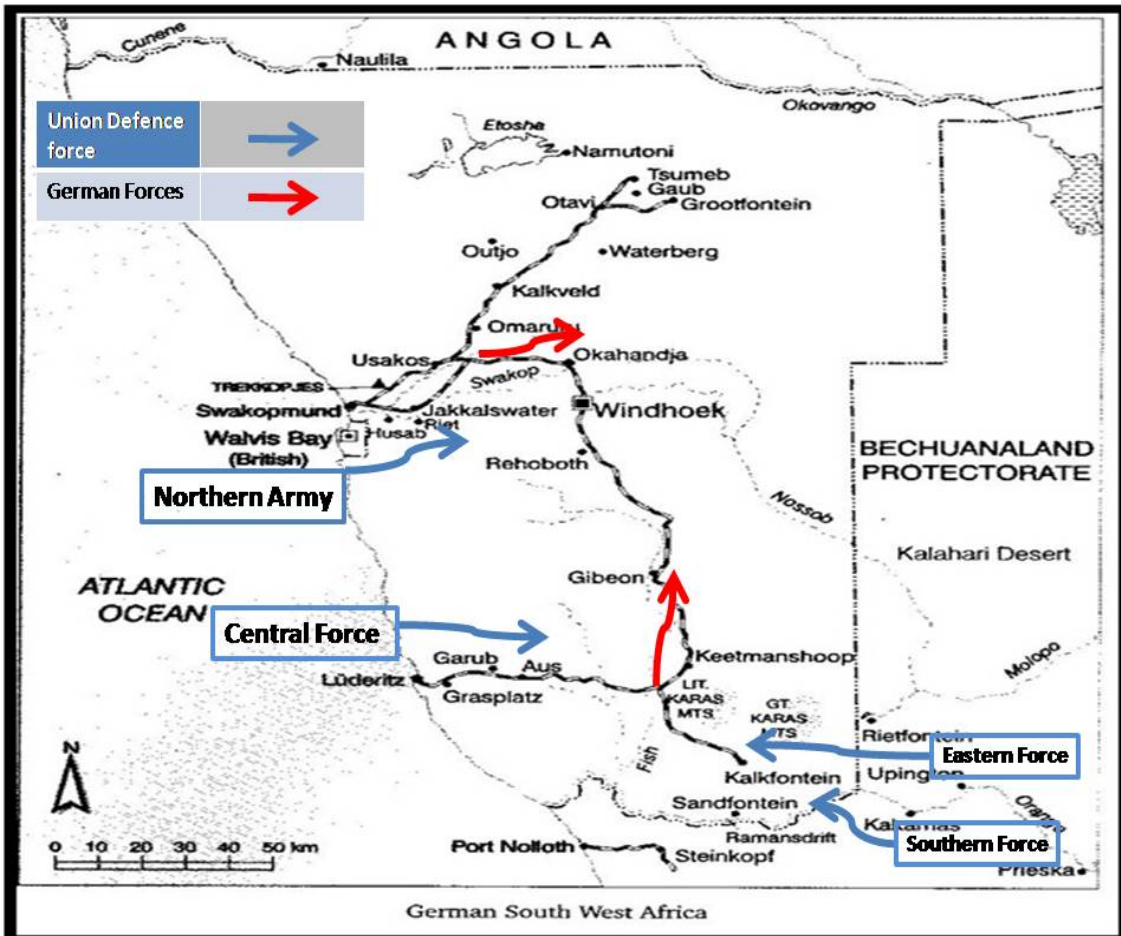 ANGOLA
Cunene
Naulila
Okovango
Union Defence
force
German Forces
Etosha
Namutoni
Tsumeb
Gaub
Otavi
Grootfontein
Outjo
Waterberg
Kalkveld
Omaruru
Usakos
Okahandja
TREKKOPJES
Swakop
Swakopmund
Jakkalswater
Windhoek
Husab
Riet
Walvis Bay
(British)
Rehoboth
BECHUANALAND
PROTECTORATE
Northern Army
Nossob
Kalahari Desert
Gibeon
ATLANTIC
OCEAN
Central Force
Keetmanshoop
Molopo
Garub
Aus
Lüderitz
Grasplatz
LIT.
KARAS
MTS
GT.
KARAS
MTS
Rietfontein
N
Fish
Eastern Force
Kalkfontein
Upington
Sandfontein
Orange
Kakamas
Ramansdrift
Southern Force
0 10 20 30 40 50 km
Port Nolloth
Steinkopf
Prieska
German South West Africa